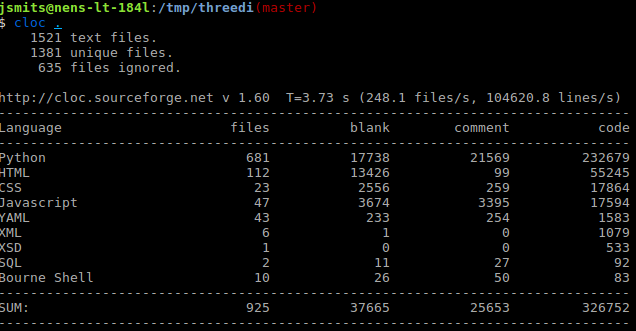 jsmits@nens-lt-184l:/tmp/threedi(master)
$ cloc .
    1521 text files.
    1381 unique files.
     635 files ignored.
http://cloc.sourceforge.net v 1.60  T=3.73 s (248.1 files/s, 104620.8 lines/s)
-------------------------------------------------------------------------------
Language                     files          blank        comment           code
-------------------------------------------------------------------------------
Python                         681          17738          21569         232679
HTML                           112          13426             99          55245
CSS                             23           2556            259          17864
Javascript                      47           3674           3395          17594
YAML                            43            233            254           1583
XML                              6              1              0           1079
XSD                              1              0              0            533
SQL                              2             11             27             92
Bourne Shell                    10             26             50             83
-------------------------------------------------------------------------------
SUM:                           925          37665          25653         326752
-------------------------------------------------------------------------------